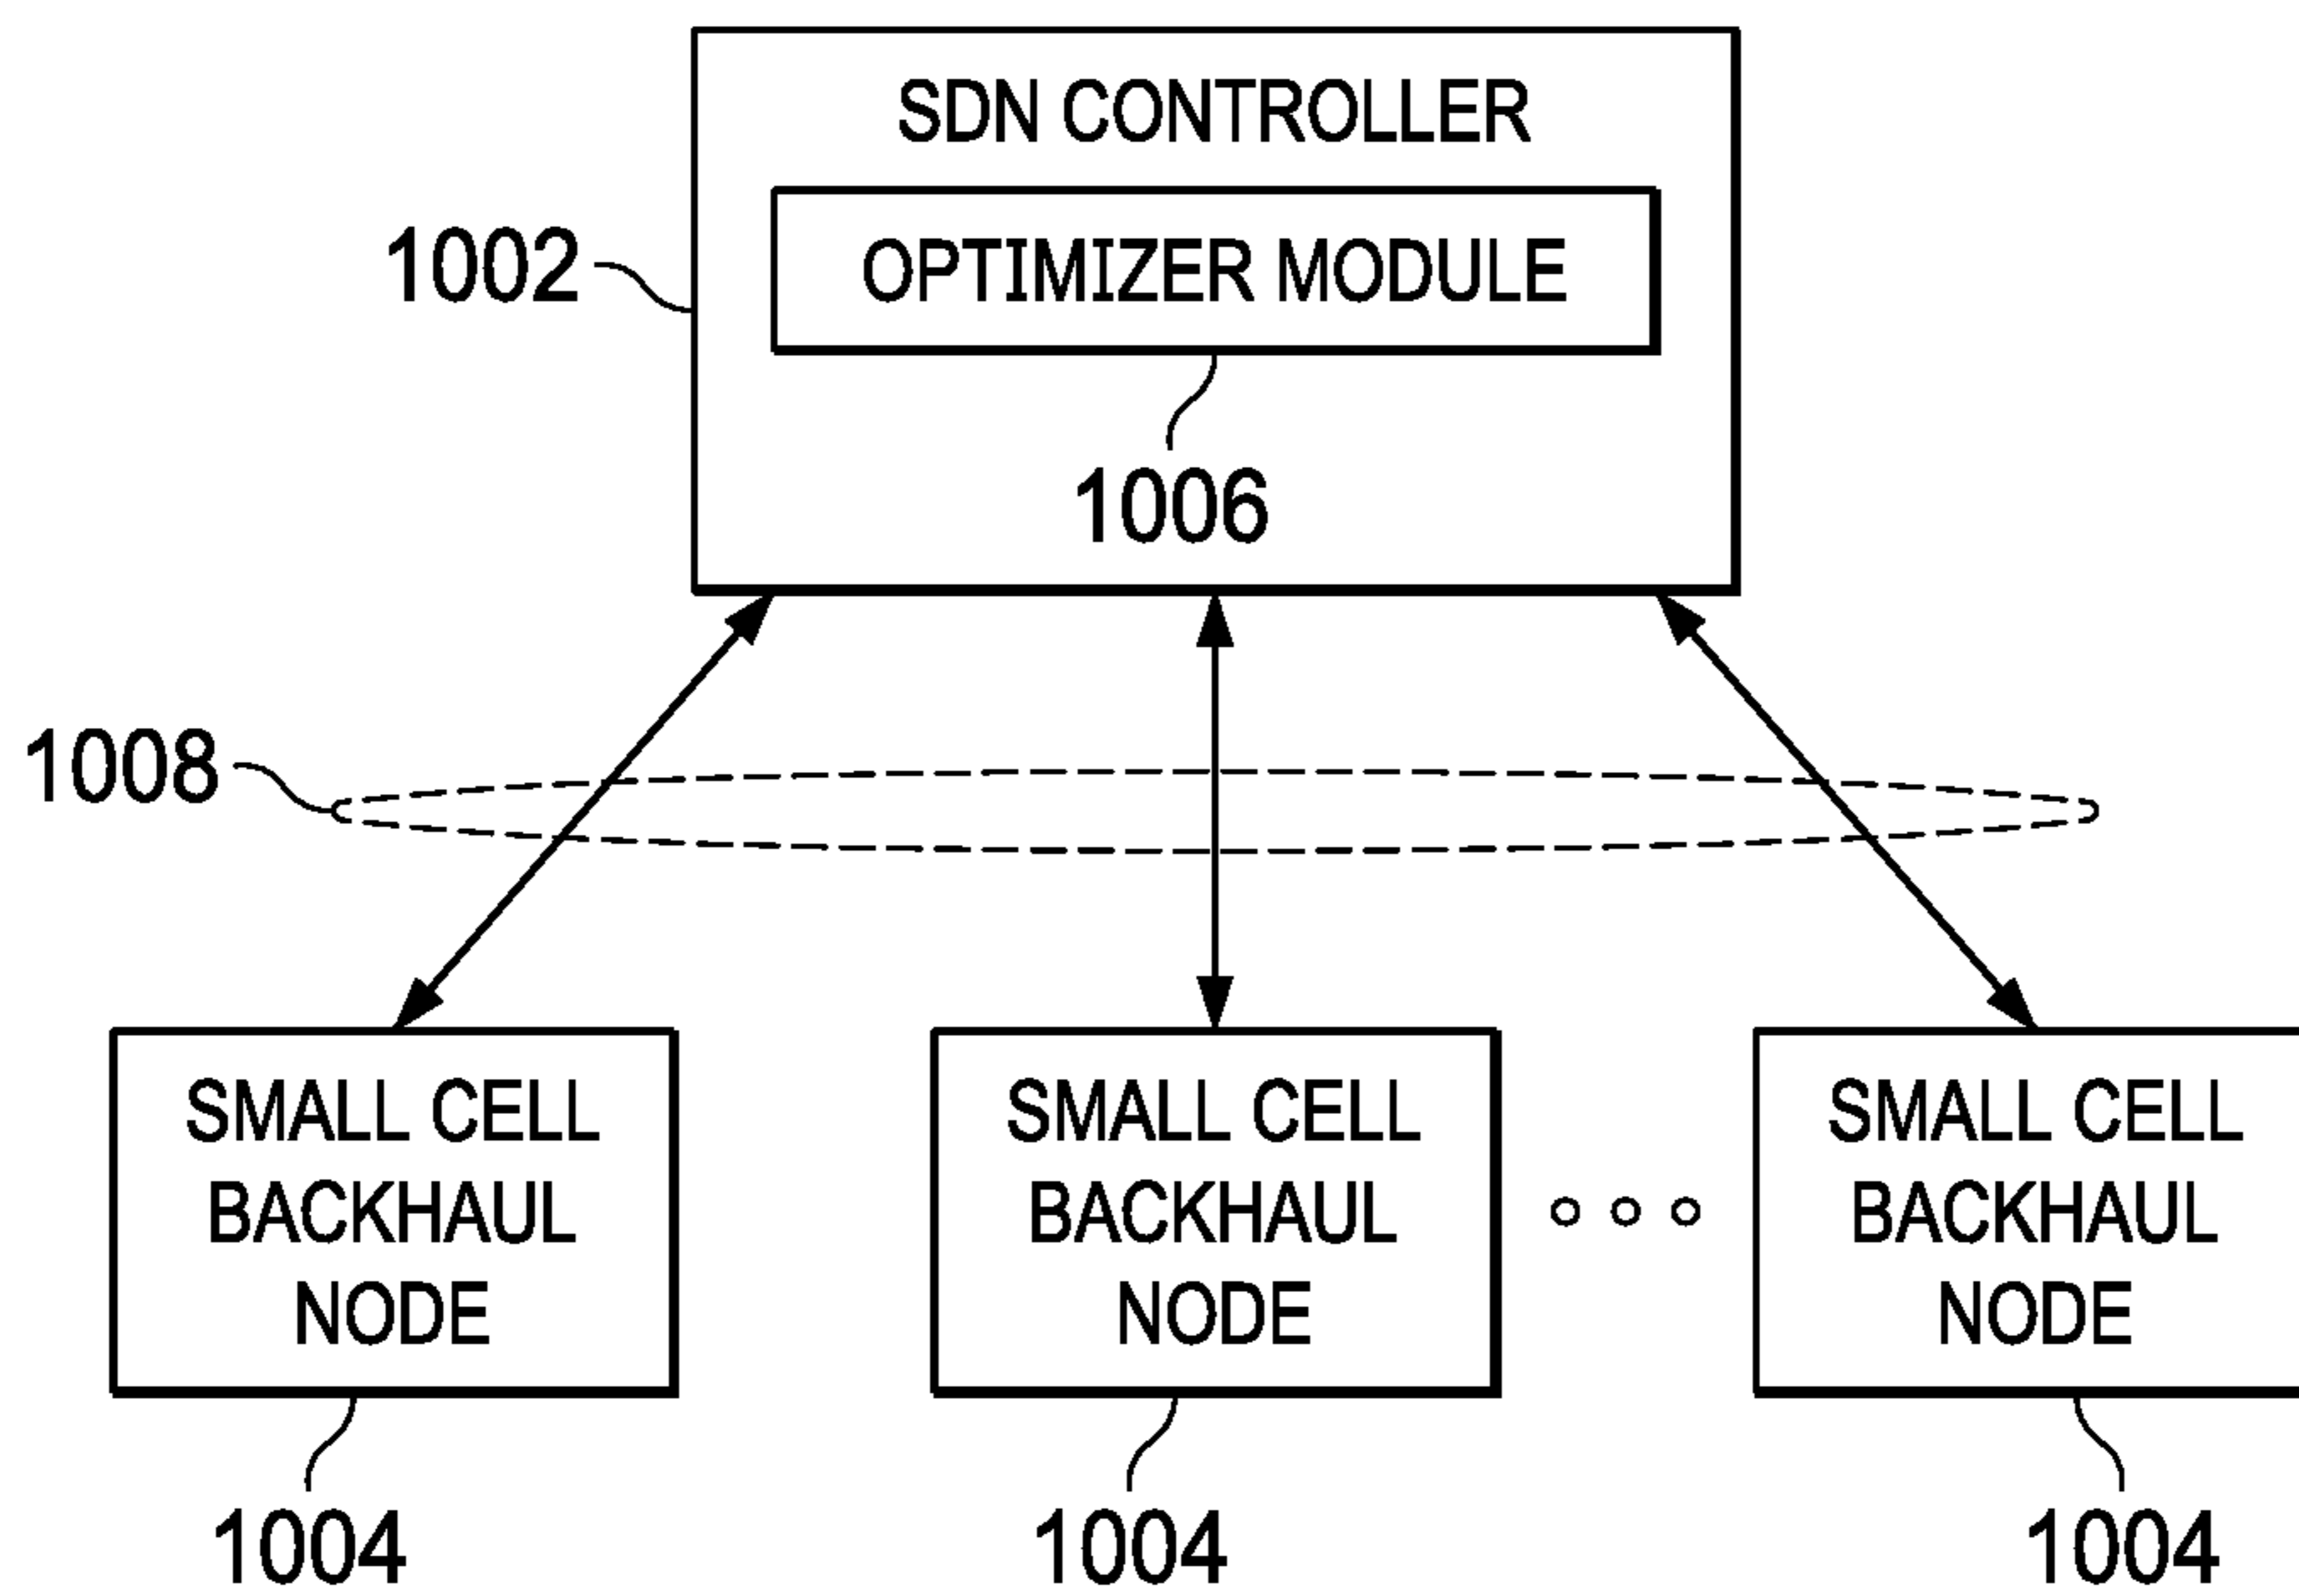 SDN CONTROLLER
OPTIMIZER MODULE
1002
1006
1008
SMALL CELL
BACKHAUL
NODE
SMALL CELL
BACKHAUL
NODE
SMALL CELL
BACKHAUL
NODE
1004
1004
1004